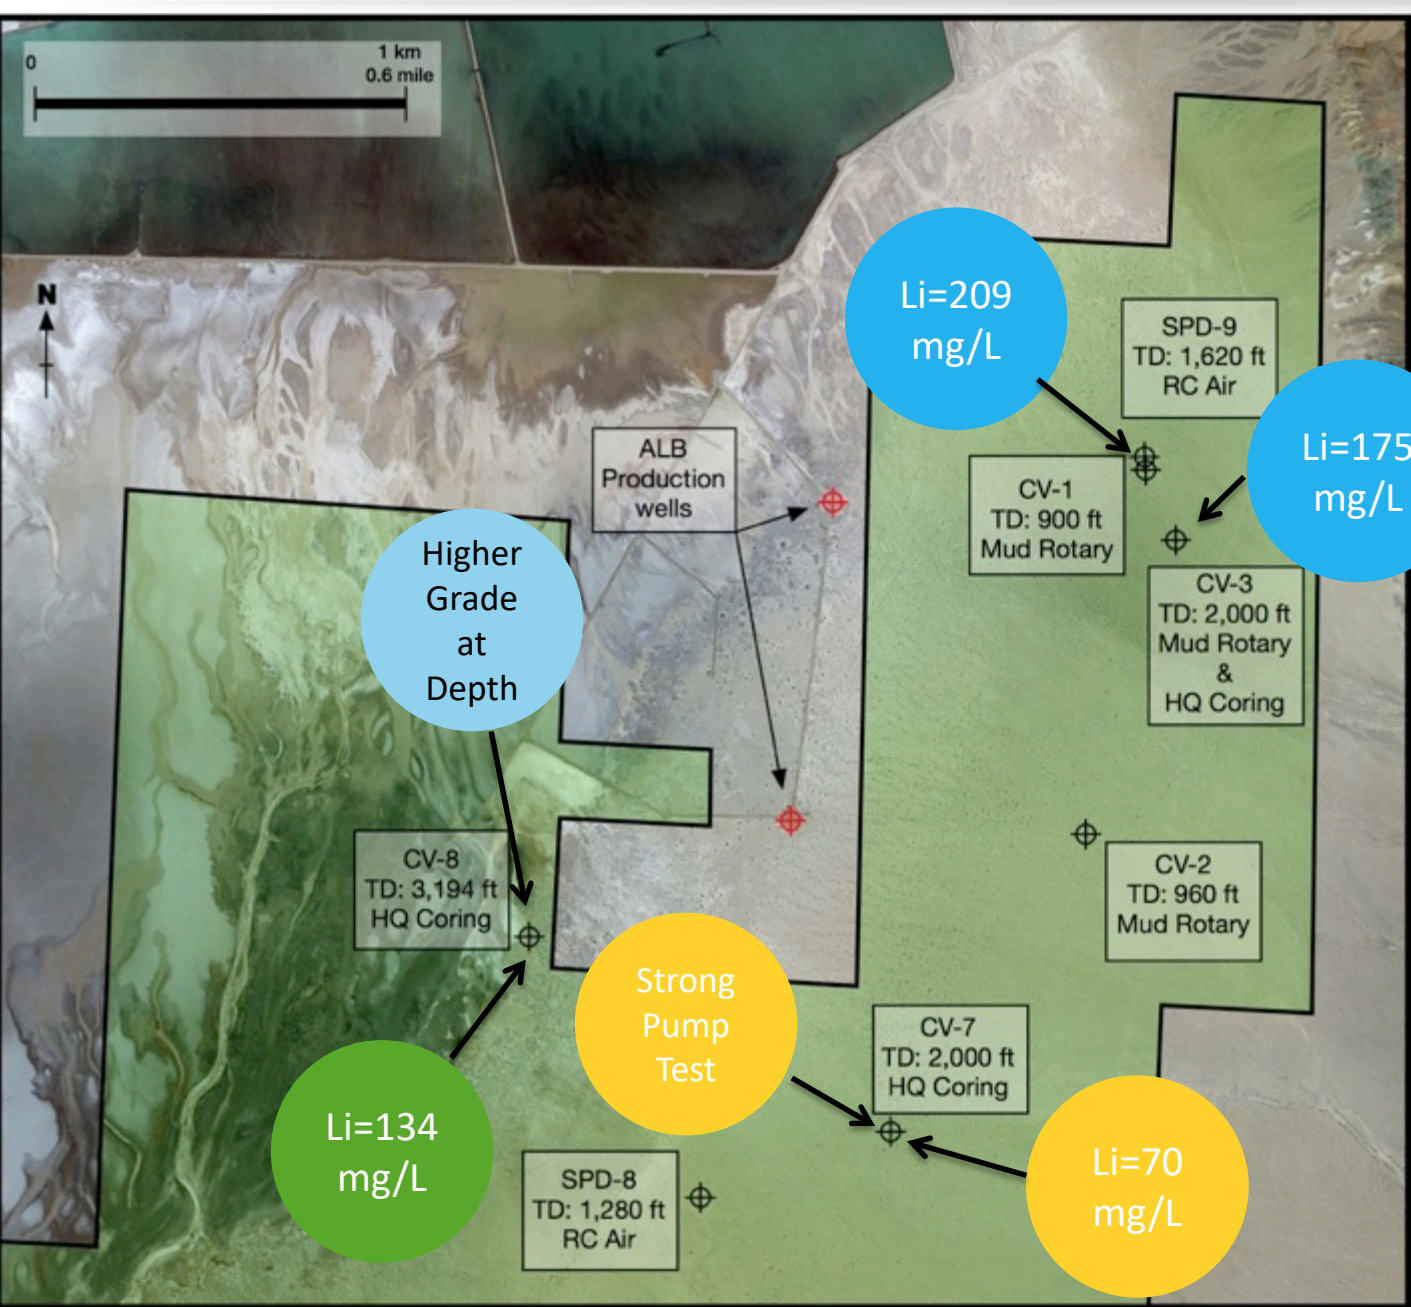 0
1 km
0.6 mile
N
Li=209
mg/L
SPD-9
TD: 1,620 ft
RC Air
Li=175
mg/L
ALB
Production
wells
CV-1
TD: 900 ft
Mud Rotary
Higher
Grade
at
Depth
CV-3
TD: 2,000 ft
Mud Rotary
&
HQ Coring
CV-8
TD: 3,194 ft
HQ Coring
CV-2
TD: 960 ft
Mud Rotary
Strong
Pump
Test
CV-7
TD: 2,000 ft
HQ Coring
Li=134
mg/L
SPD-8
TD: 1,280 ft
RC Air
Li=70
mg/L